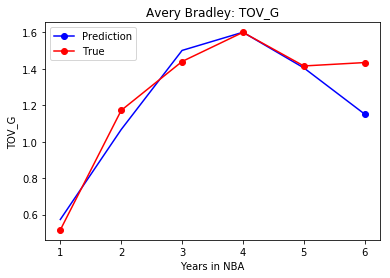 Avery Bradley: TOV_G
Prediction
True
1.6
1.4
1.2
1.0
0.8
0.6
TOV_G
1 2 3 4 5 6
Years in NBA